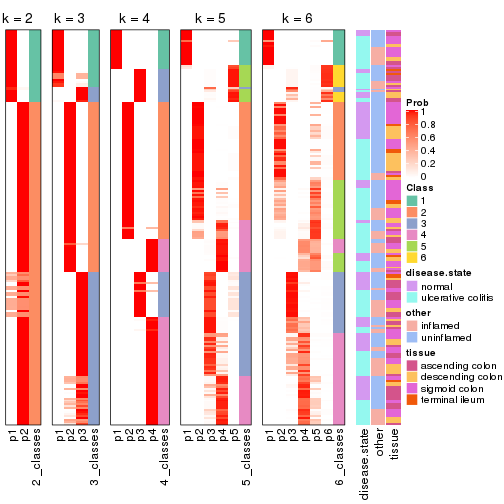 k = 2 k = 3 k = 4 k = 5 k = 6
Prob
1
0.8
0.6
0.4
0.2
0
Class
1
2
3
4
5
6
disease.state
normal
ulcerative colitis
other
inflamed
uninflamed
tissue
ascending colon
descending colon
sigmoid colon
terminal ileum
p1 p2 2_classes p1 p2 p3 3_classes p1 p2 p3 p4 4_classes p1 p2 p3 p4 p5 5_classes p1 p2 p3 p4 p5 p6 6_classes disease.state other tissue